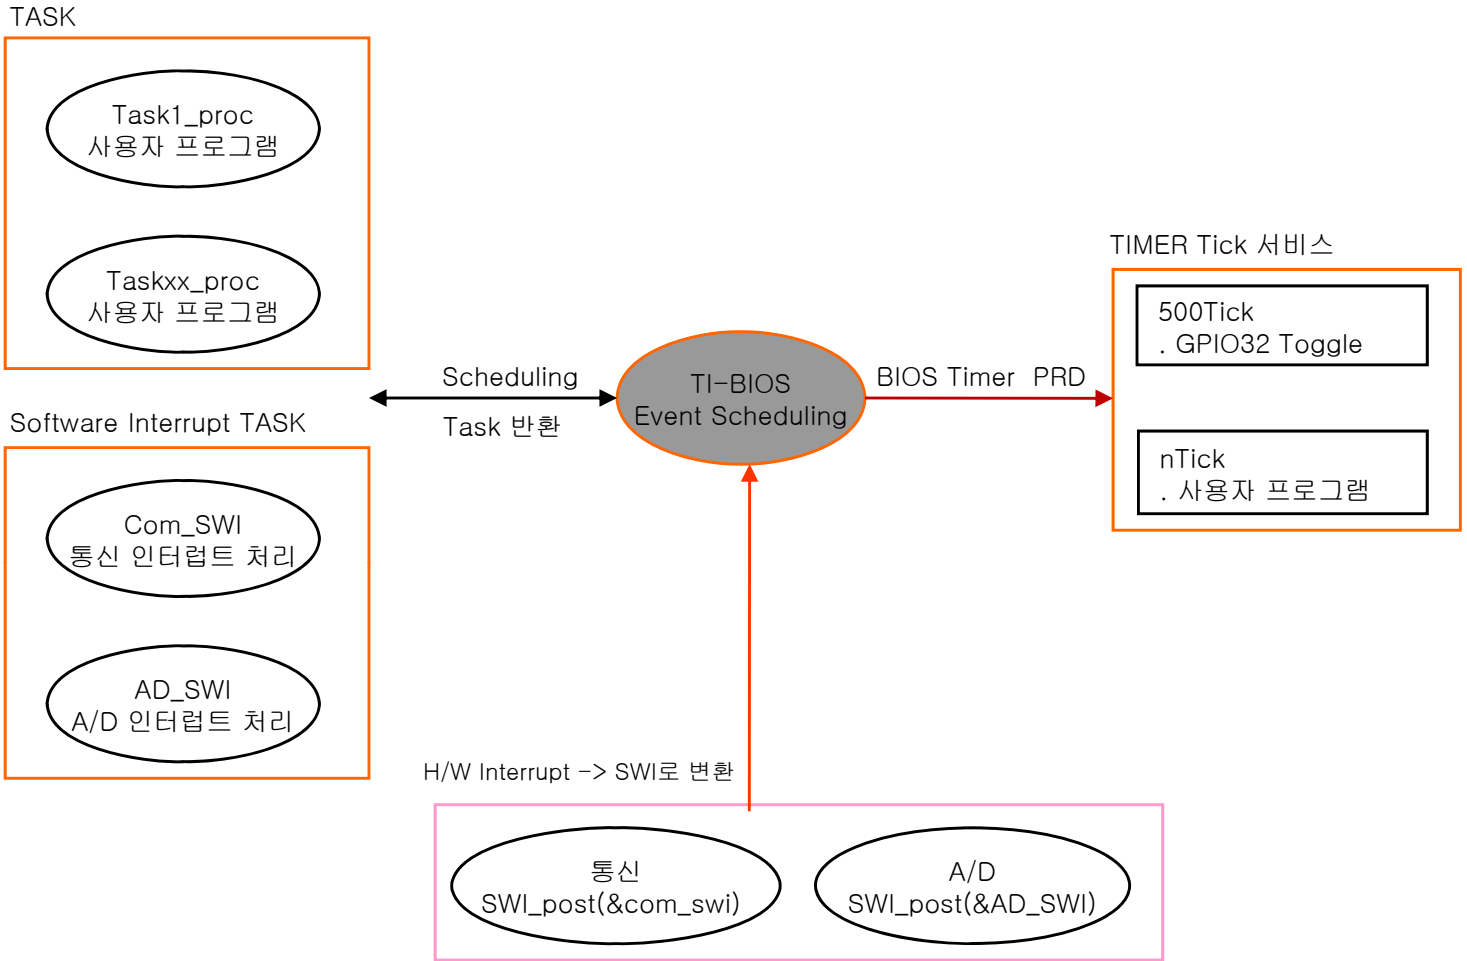 TASK
Task1_proc
사용자 프로그램
Taskxx_proc
사용자 프로그램
Software Interrupt TASK
Com_SWI
통신 인터럽트 처리
AD_SWI
A/D 인터럽트 처리
Scheduling
Task 반환
TI-BIOS
Event Scheduling
BIOS Timer PRD
TIMER Tick 서비스
500Tick
. GPIO32 Toggle
nTick
. 사용자 프로그램
H/W Interrupt -> SWI로 변환
통신
SWI_post(&com_swi)
A/D
SWI_post(&AD_SWI)